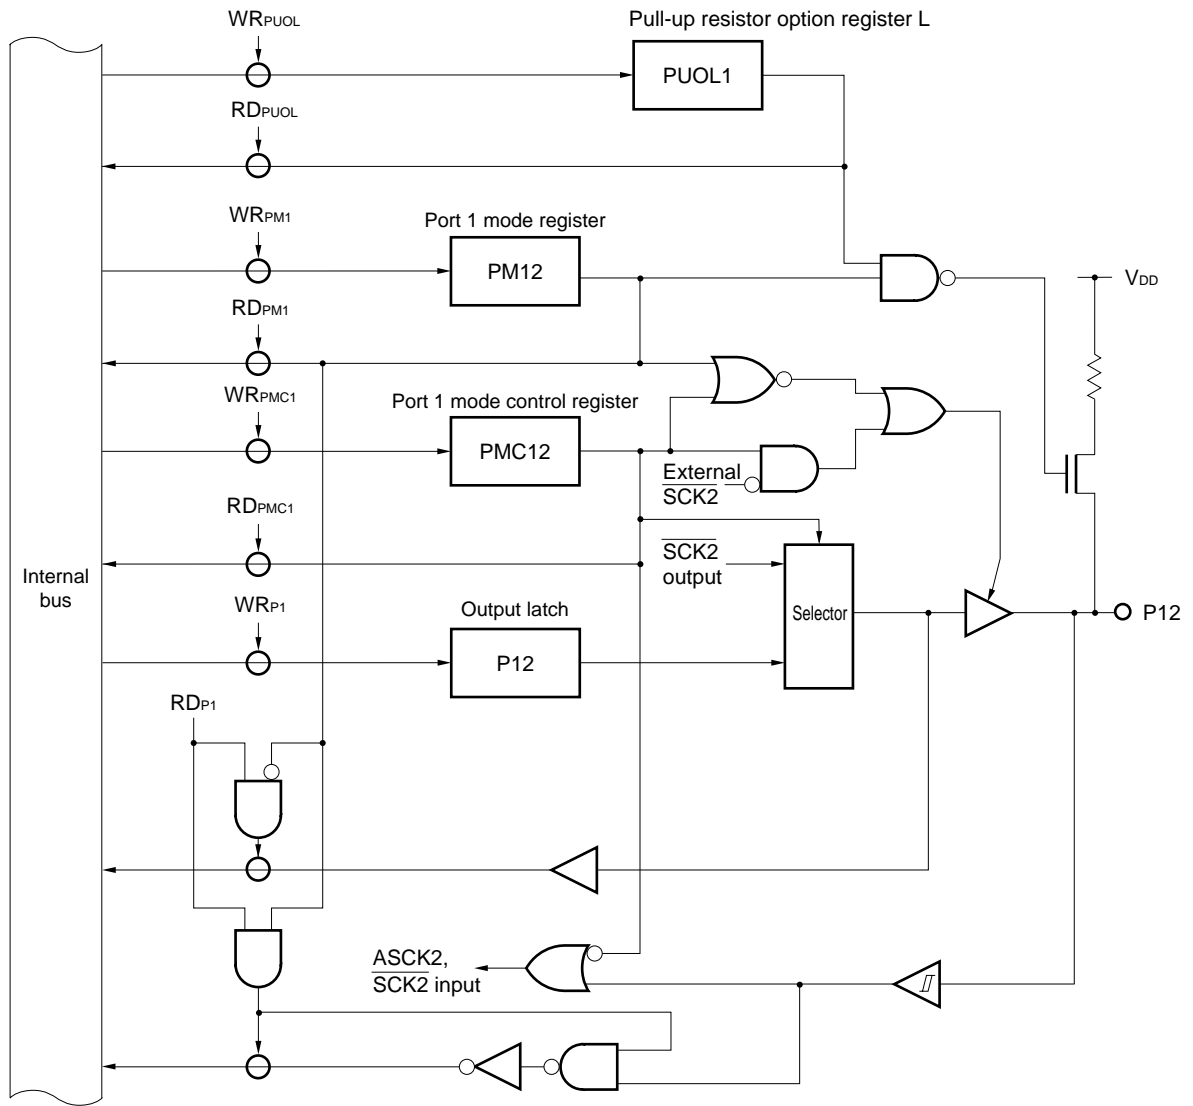 WRPUOL
Pull-up resistor option register L
PUOL1
RDPUOL
WRPM1
Port 1 mode register
PM12
VDD
RDPM1
WRPMC1
Port 1 mode control register
PMC12
External
SCK2
RDPMC1
SCK2
output
Internal
bus
WRP1
Output latch
P12
Selector
P12
RDP1
ASCK2,
SCK2 input